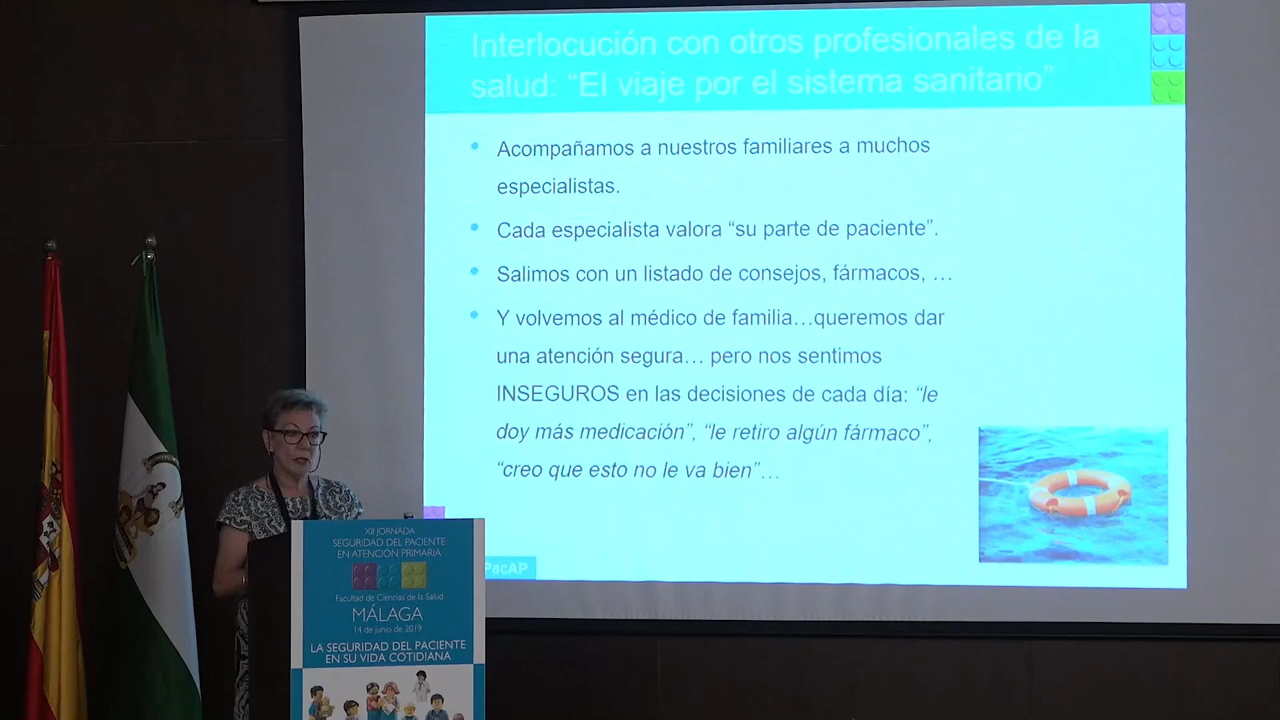 Interlocución con otros profesionales de la
salud: “El viaje por el sistema sanitario”
Acompañamos a nuestros familiares a muchos
especialistas.
Cada especialista valora “su parte de paciente”.
Salimos con un listado de consejos, fármacos, …
Y volvemos al médico de familia…queremos dar
una atención segura… pero nos sentimos
INSEGUROS en las decisiones de cada día: “le
doy más medicación”, “le retiro algún fármaco”,
“creo que esto no le va bien”…
PacAP
XII JORNADA
SEGURIDAD DEL PACIENTE
EN ATENCIÓN PRIMARIA
Facultad de Ciencias de la Salud
MÁLAGA
14 de junio de 2019
LA SEGURIDAD DEL PACIENTE
EN SU VIDA COTIDIANA